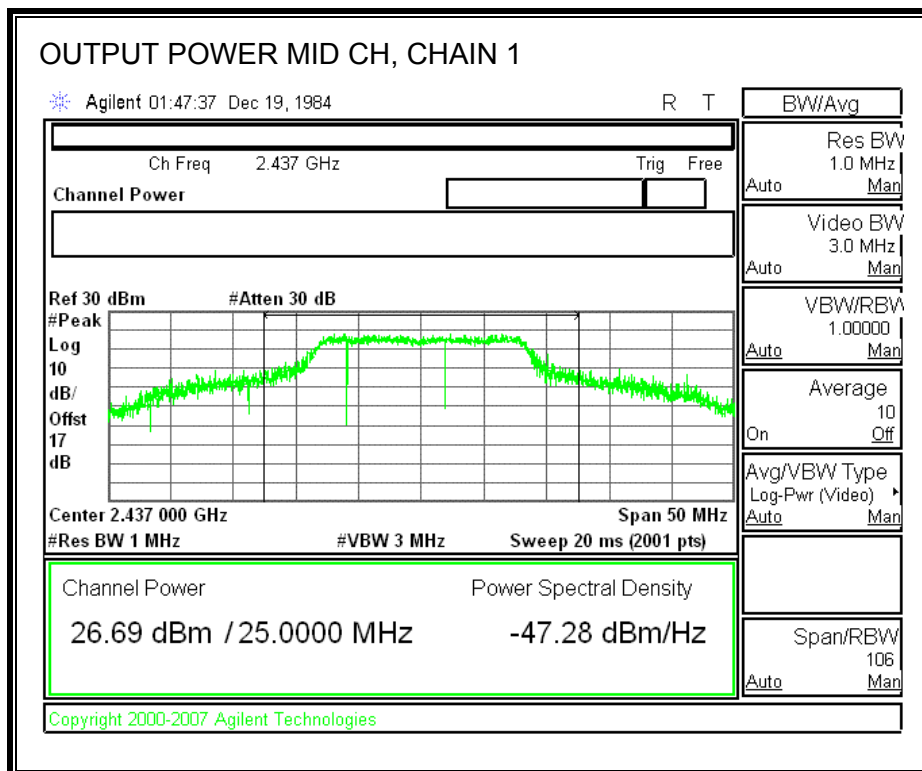 OUTPUT POWER MID CH, CHAIN 1
Agilent 01:47:37 Dec 19, 1984 R T
BW/Avg
Ch Freq 2.437 GHz Trig Free
Channel Power
Res BW
1.0 MHz
Auto Man
Video BW
3.0 MHz
Auto Man
Ref 30 dBm #Atten 30 dB
#Peak
Log
10
dB/
Offst
17
dB
VBW/RBW
1.00000
Auto Man
Average
10
On Off
Avg/VBW Type
Log-Pwr (Video)
Auto Man
Center 2.437 000 GHz Span 50 MHz
#Res BW 1 MHz #VBW 3 MHz Sweep 20 ms (2001 pts)
Channel Power Power Spectral Density
26.69 dBm / 25.0000 MHz -47.28 dBm/Hz
Span/RBW
106
Auto Man
Copyright 2000-2007 Agilent Technologies